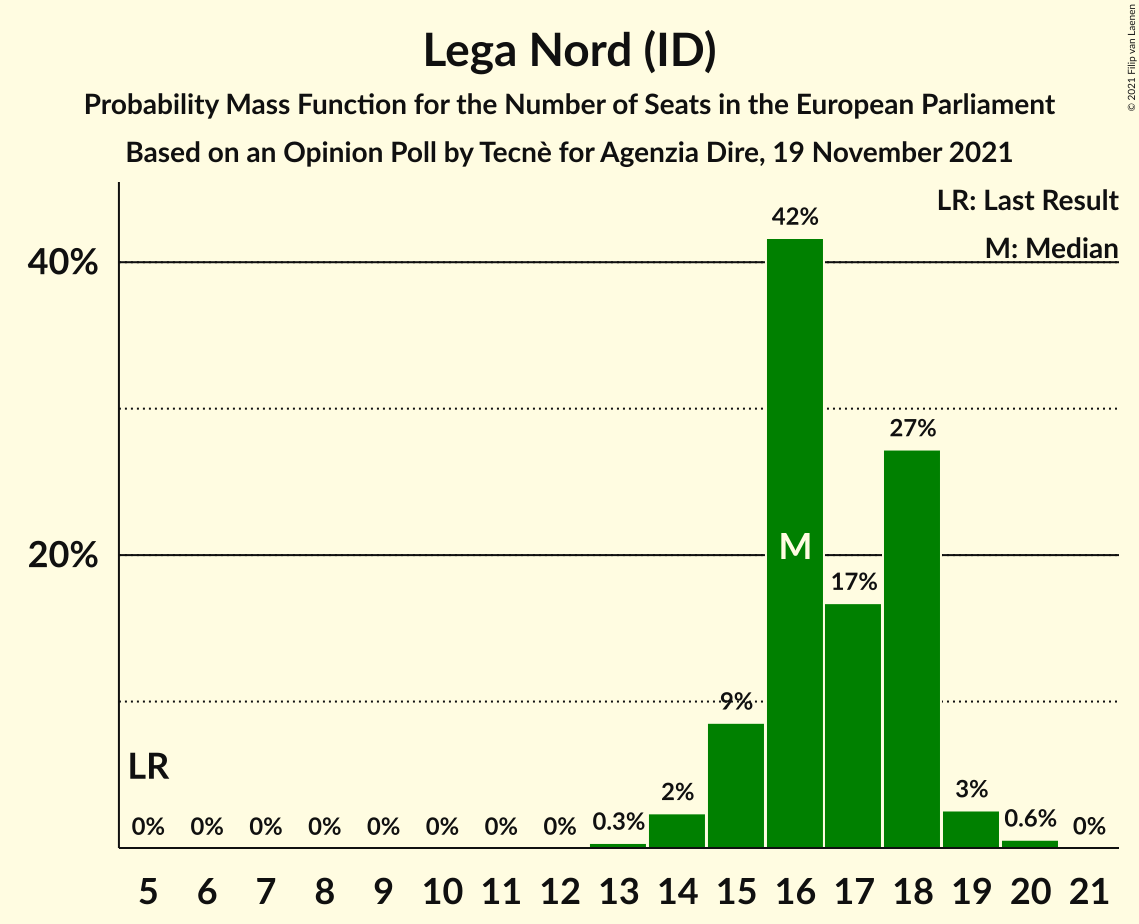 Lega Nord (ID)
Probability Mass Function for the Number of Seats in the European Parliament
Based on an Opinion Poll by Tecnè for Agenzia Dire, 19 November 2021
© 2021 Filip van Laenen
LR: Last Result
M: Median
42%
40%
27%
M
20%
17%
9%
LR
2%
3%
0% 0% 0% 0% 0% 0% 0% 0% 0.3% 0.6% 0%
5 6 7 8 9 10 11 12 13 14 15 16 17 18 19 20 21